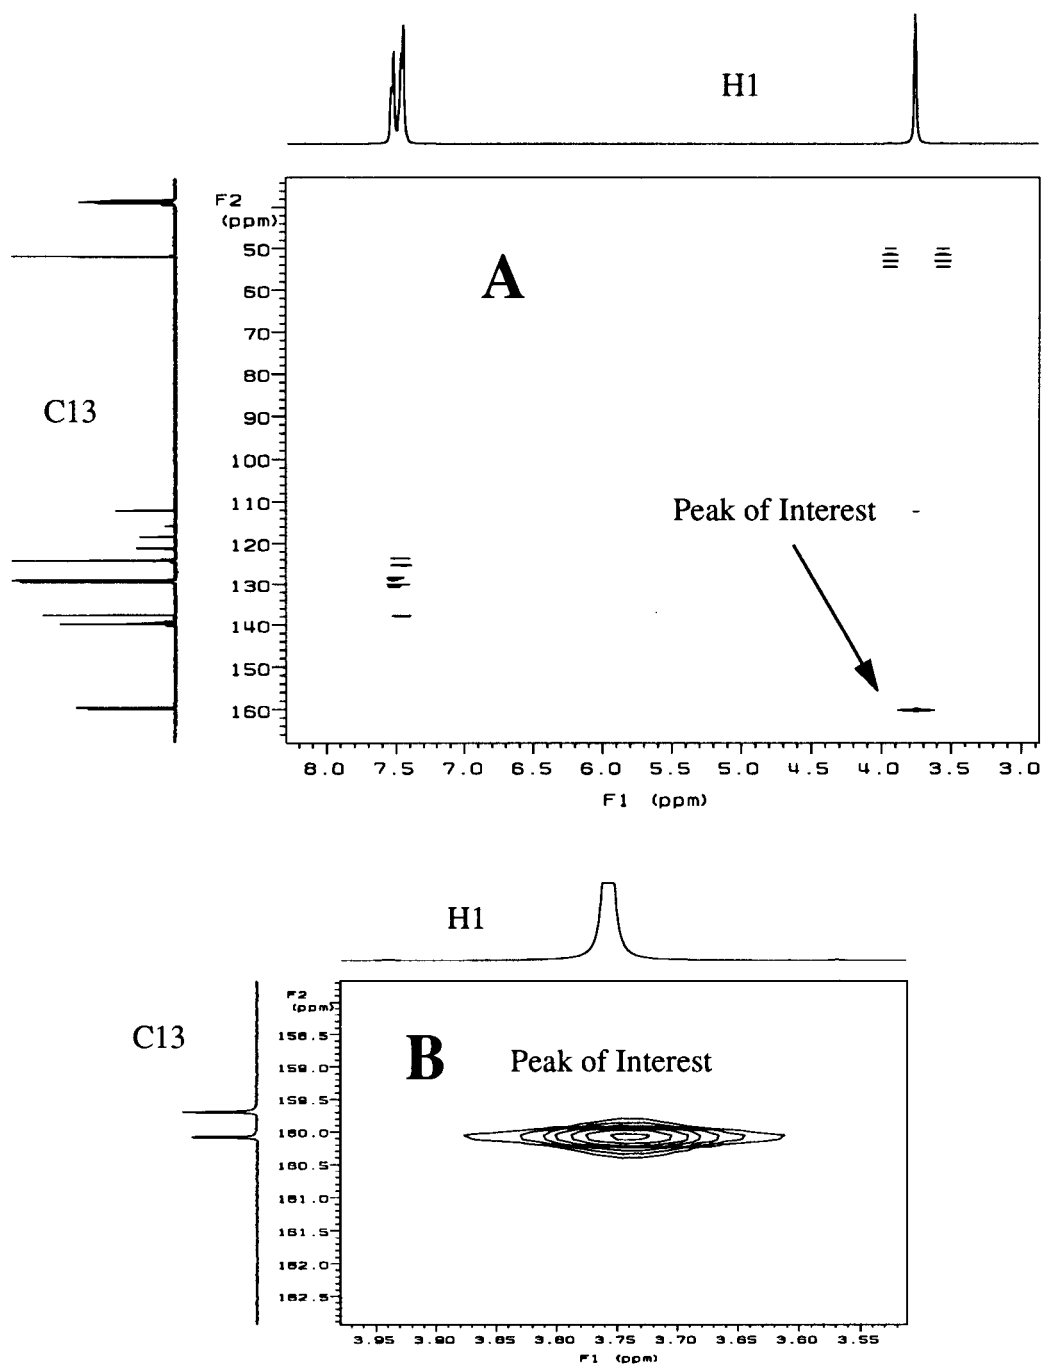 H1
F2
(ppm)
A
50
60
70
80
C13
90
100
110
Peak of Interest
120
130
140
150
160
8.0 7.5 7.0 6.5 6.0 5.5 5.0 4.5 4.0 3.5 3.0
F1 (ppm)
H1
F2
(ppm)
C13
B
Peak of Interest
158.5
159.0
159.5
160.0
160.5
161.0
161.5
162.0
162.5
3.95 3.90 3.85 3.80 3.75 3.70 3.65 3.60 3.55
F1 (ppm)